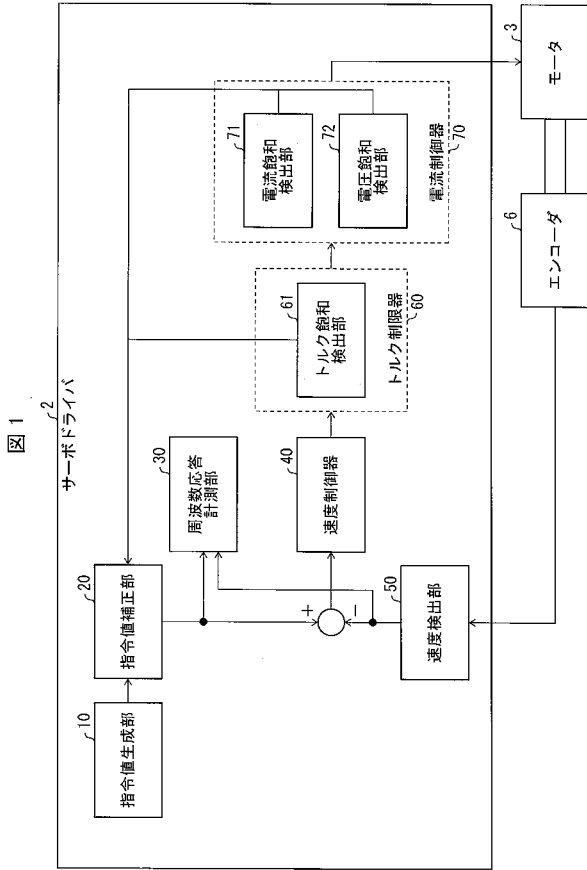 図1
サーボドライバ
2
10
指令値生成部
20
指令値補正部
30
周波数応答
計測部
+
−
40
速度制御器
50
速度検出部
61
トルク飽和
検出部
トルク制限器
60
71
電流飽和
検出部
72
電圧飽和
検出部
電流制御器
70
3
モータ
6
エンコーダ